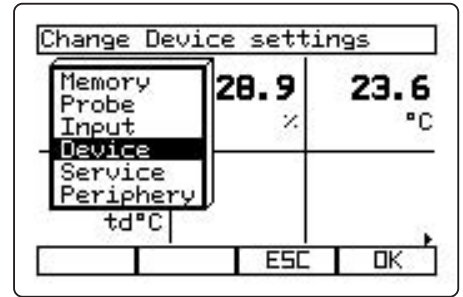 Change Device settings
Memory
Probe
Input
Device
Service
Periphery
28.9
%
23.6
°C
td°C
ESC
OK